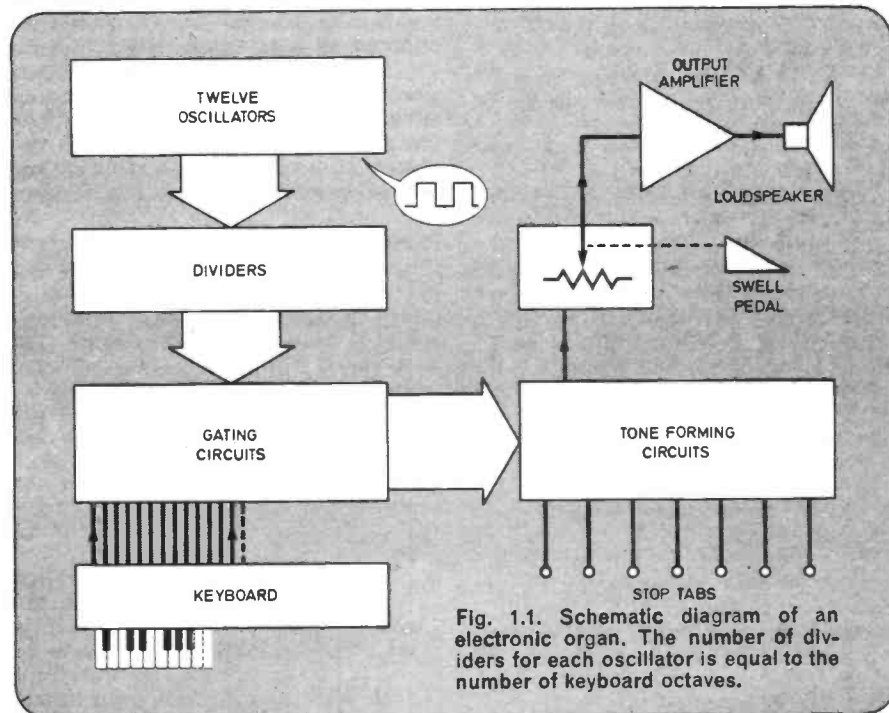 TWELVE
OSCILLATORS
DIVIDERS
GATING
CIRCUITS
KEYBOARD
OUTPUT
AMPLIFIER
LOUDSPEAKER
SWELL
PEDAL
TONE FORMING
CIRCUITS
STOP TABS
Fig. 1.1. Schematic diagram of an
electronic organ. The number of div-
iders for each oscillator is equal to the
number of keyboard octaves.